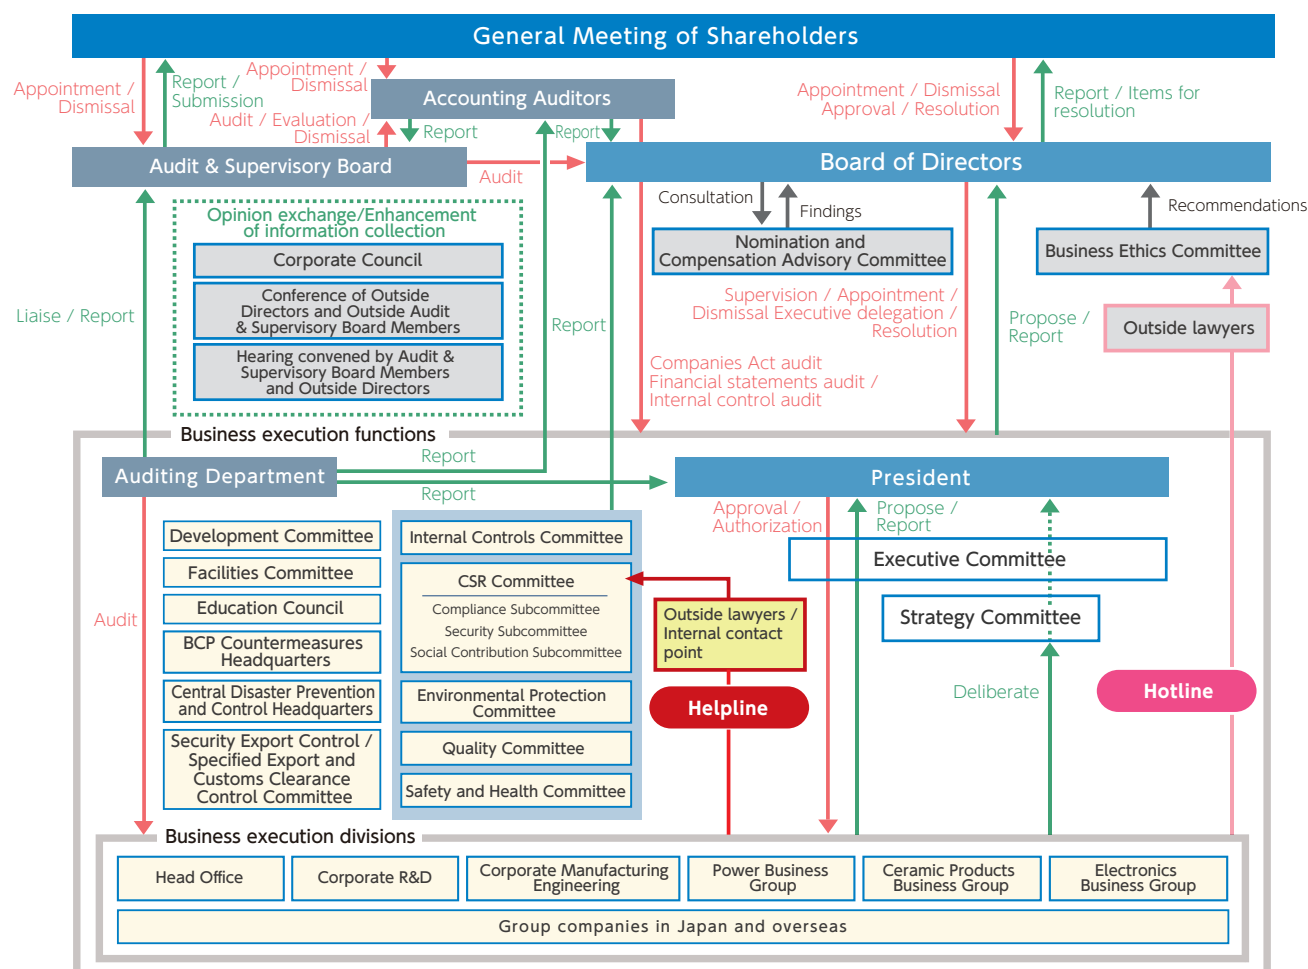 General Meeting of Shareholders
Appointment /
Dismissal
Report /
Submission
Appointment /
Dismissal
Accounting Auditors
Audit / Evaluation /
Dismissal
Report
Report
Appointment / Dismissal
Approval / Resolution
Report / Items for
resolution
Audit & Supervisory Board
Audit
Board of Directors
Consultation
Findings
Recommendations
Opinion exchange/Enhancement
of information collection
Corporate Council
Conference of Outside
Directors and Outside Audit
& Supervisory Board Members
Hearing convened by Audit &
Supervisory Board Members
and Outside Directors
Nomination and
Compensation Advisory Committee
Business Ethics Committee
Liaise / Report
Report
Supervision / Appointment /
Dismissal Executive delegation /
Resolution
Propose /
Report
Outside lawyers
Companies Act audit
Financial statements audit /
Internal control audit
Business execution functions
Auditing Department
Report
Report
President
Approval /
Authorization
Propose /
Report
Development Committee
Facilities Committee
Education Council
BCP Countermeasures
Headquarters
Central Disaster Prevention
and Control Headquarters
Security Export Control /
Specified Export and
Customs Clearance
Control Committee
Internal Controls Committee
CSR Committee
Compliance Subcommittee
Security Subcommittee
Social Contribution Subcommittee
Environmental Protection
Committee
Quality Committee
Safety and Health Committee
Executive Committee
Strategy Committee
Outside lawyers /
Internal contact
point
Audit
Helpline
Deliberate
Hotline
Business execution divisions
Head Office
Corporate R&D
Corporate Manufacturing
Engineering
Power Business
Group
Ceramic Products
Business Group
Electronics
Business Group
Group companies in Japan and overseas